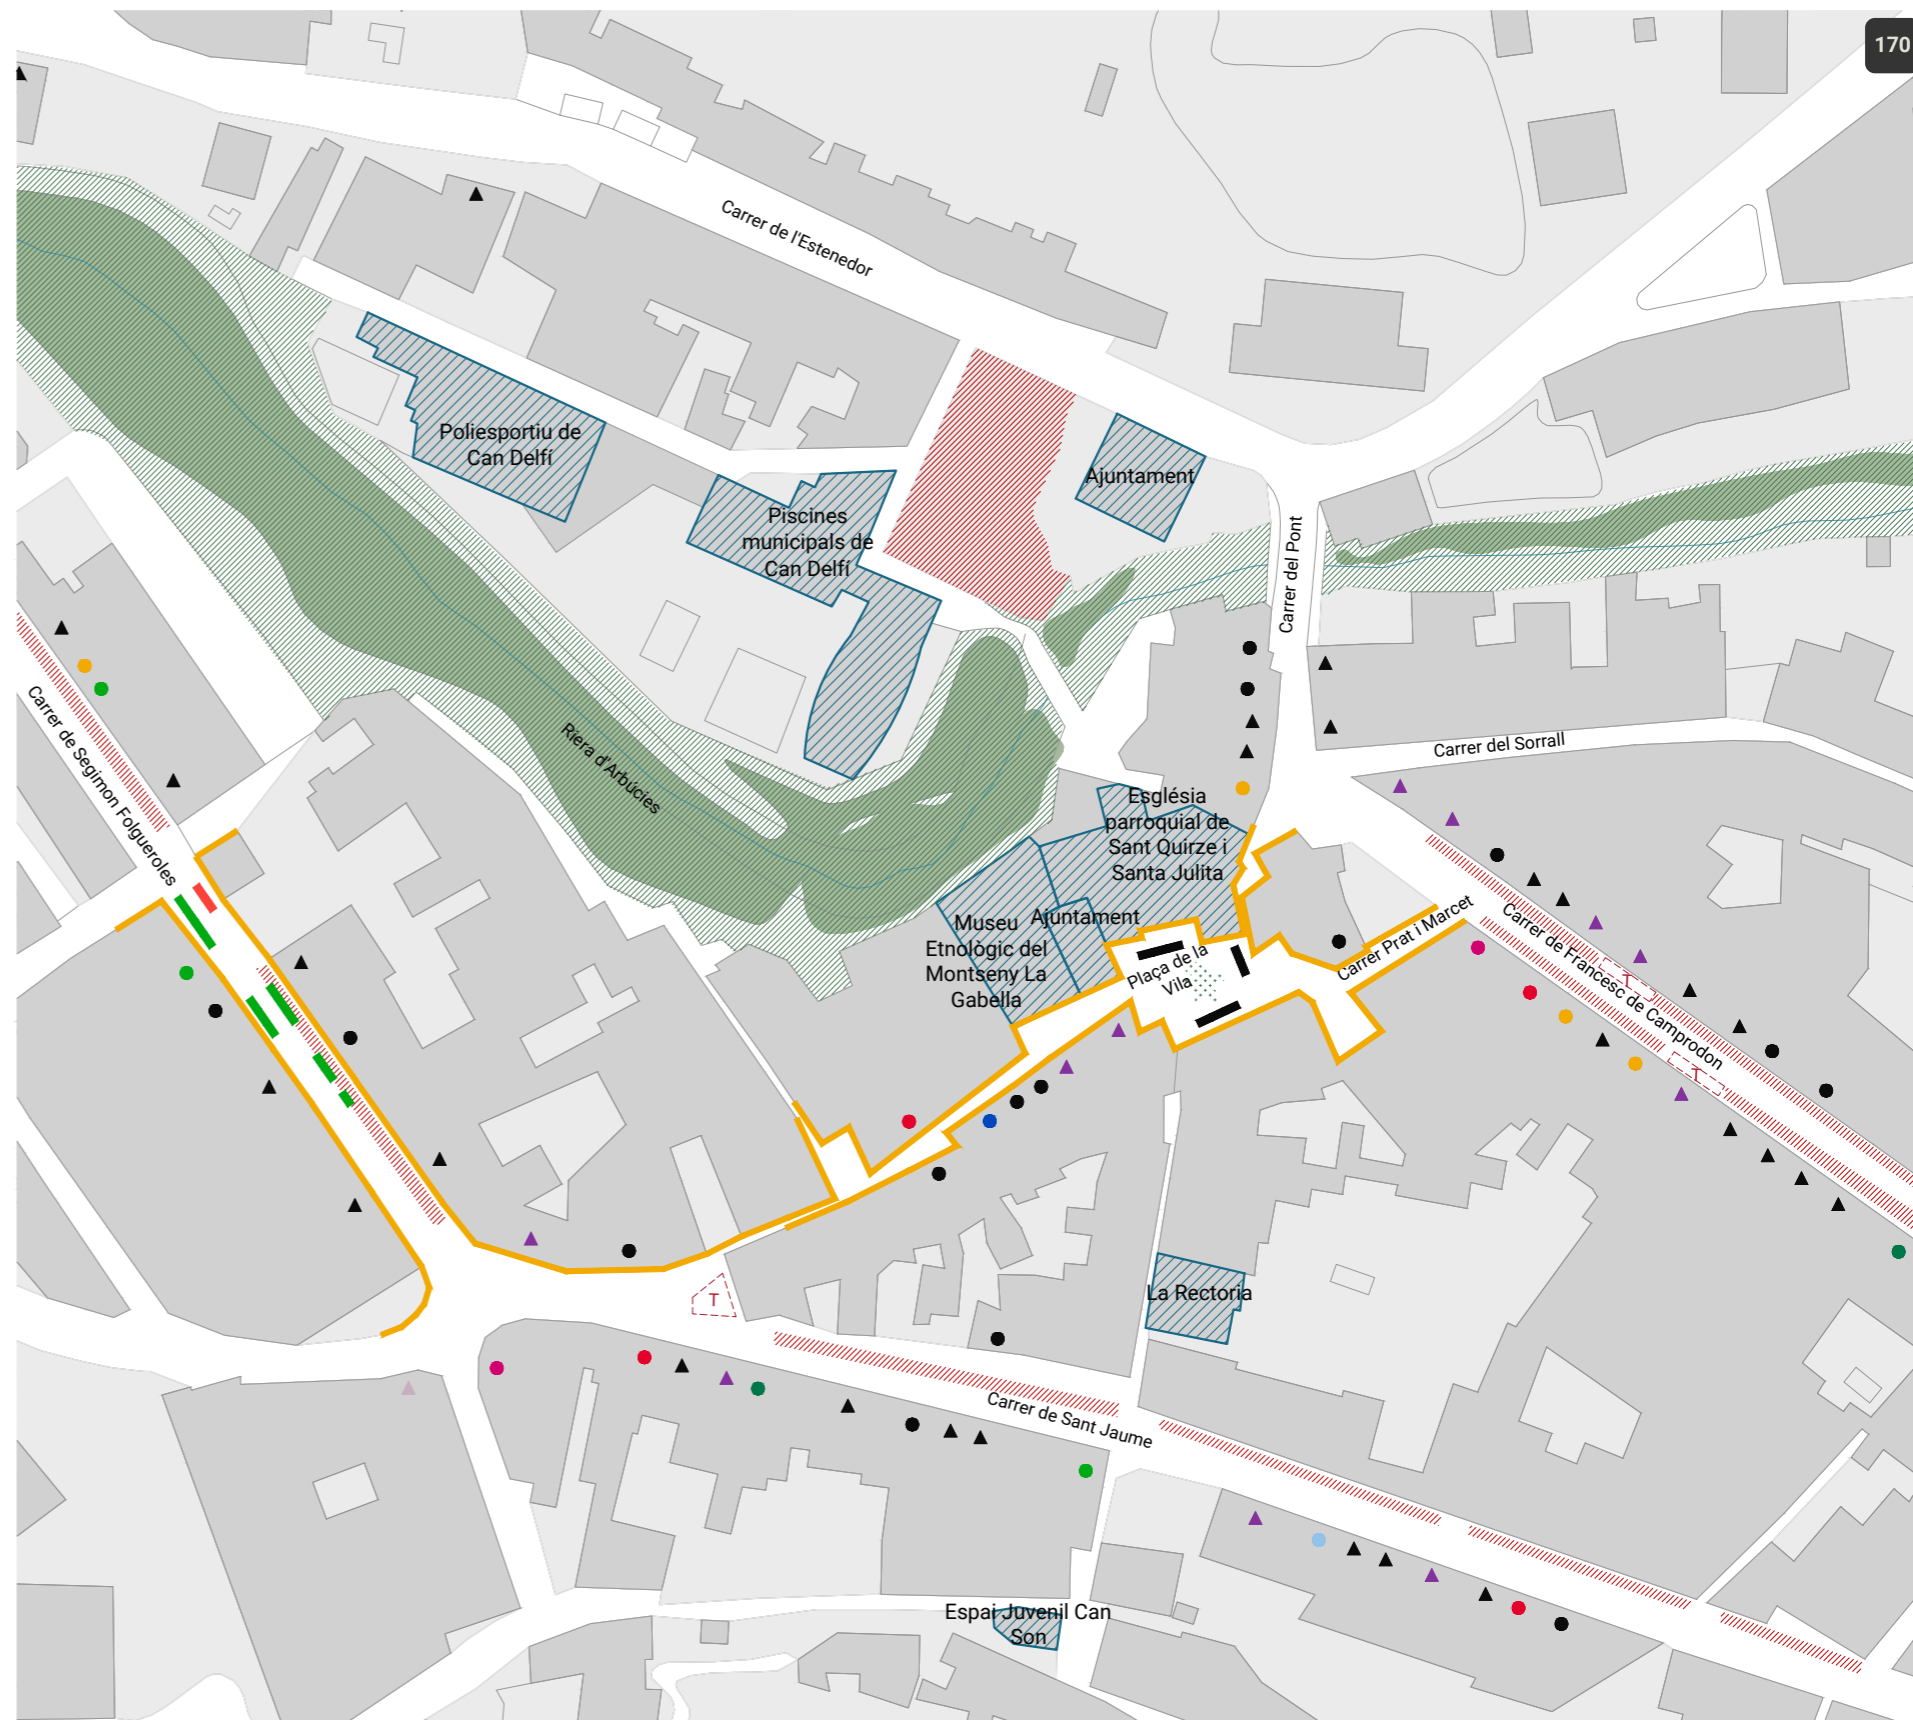 170
Carrer de l'Estenedor
Poliesportiu de
Can Delfí
Ajuntament
Piscines
municipals de
Can Delfí
Carrer del Pont
Carrer del Sorrall
Carrer de Segimon Folgueroles
Riera d'Arbúcies
Església
parroquial de
Sant Quirze i
Santa Julita
Ajuntament
Museu
Etnològic del
Montseny La
Gabella
Plaça de la
Vila
Carrer Prat i Marcet
Carrer de Francesc de Camprodon
T
T
La Rectoria
T
Carrer de Sant Jaume
Espai Juvenil Can
Son